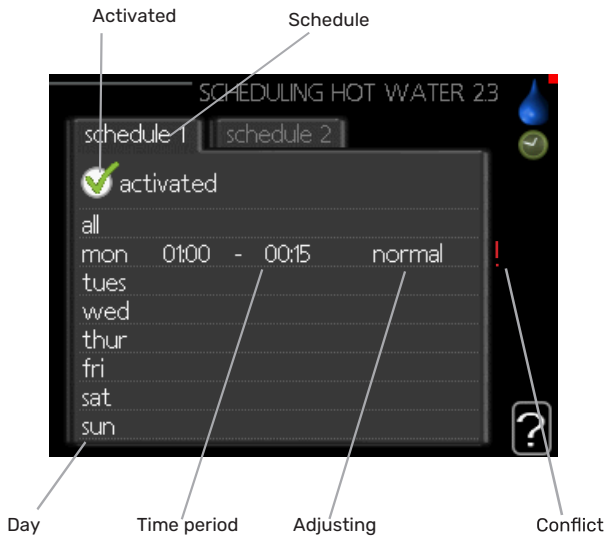 Activated
Schedule
SCHEDULING HOT WATER 2.3
schedule 1
schedule 2
activated
all
mon 01:00 - 00:15 normal !
tues
wed
thur
fri
sat
sun
?
Day
Time period
Adjusting
Conflict